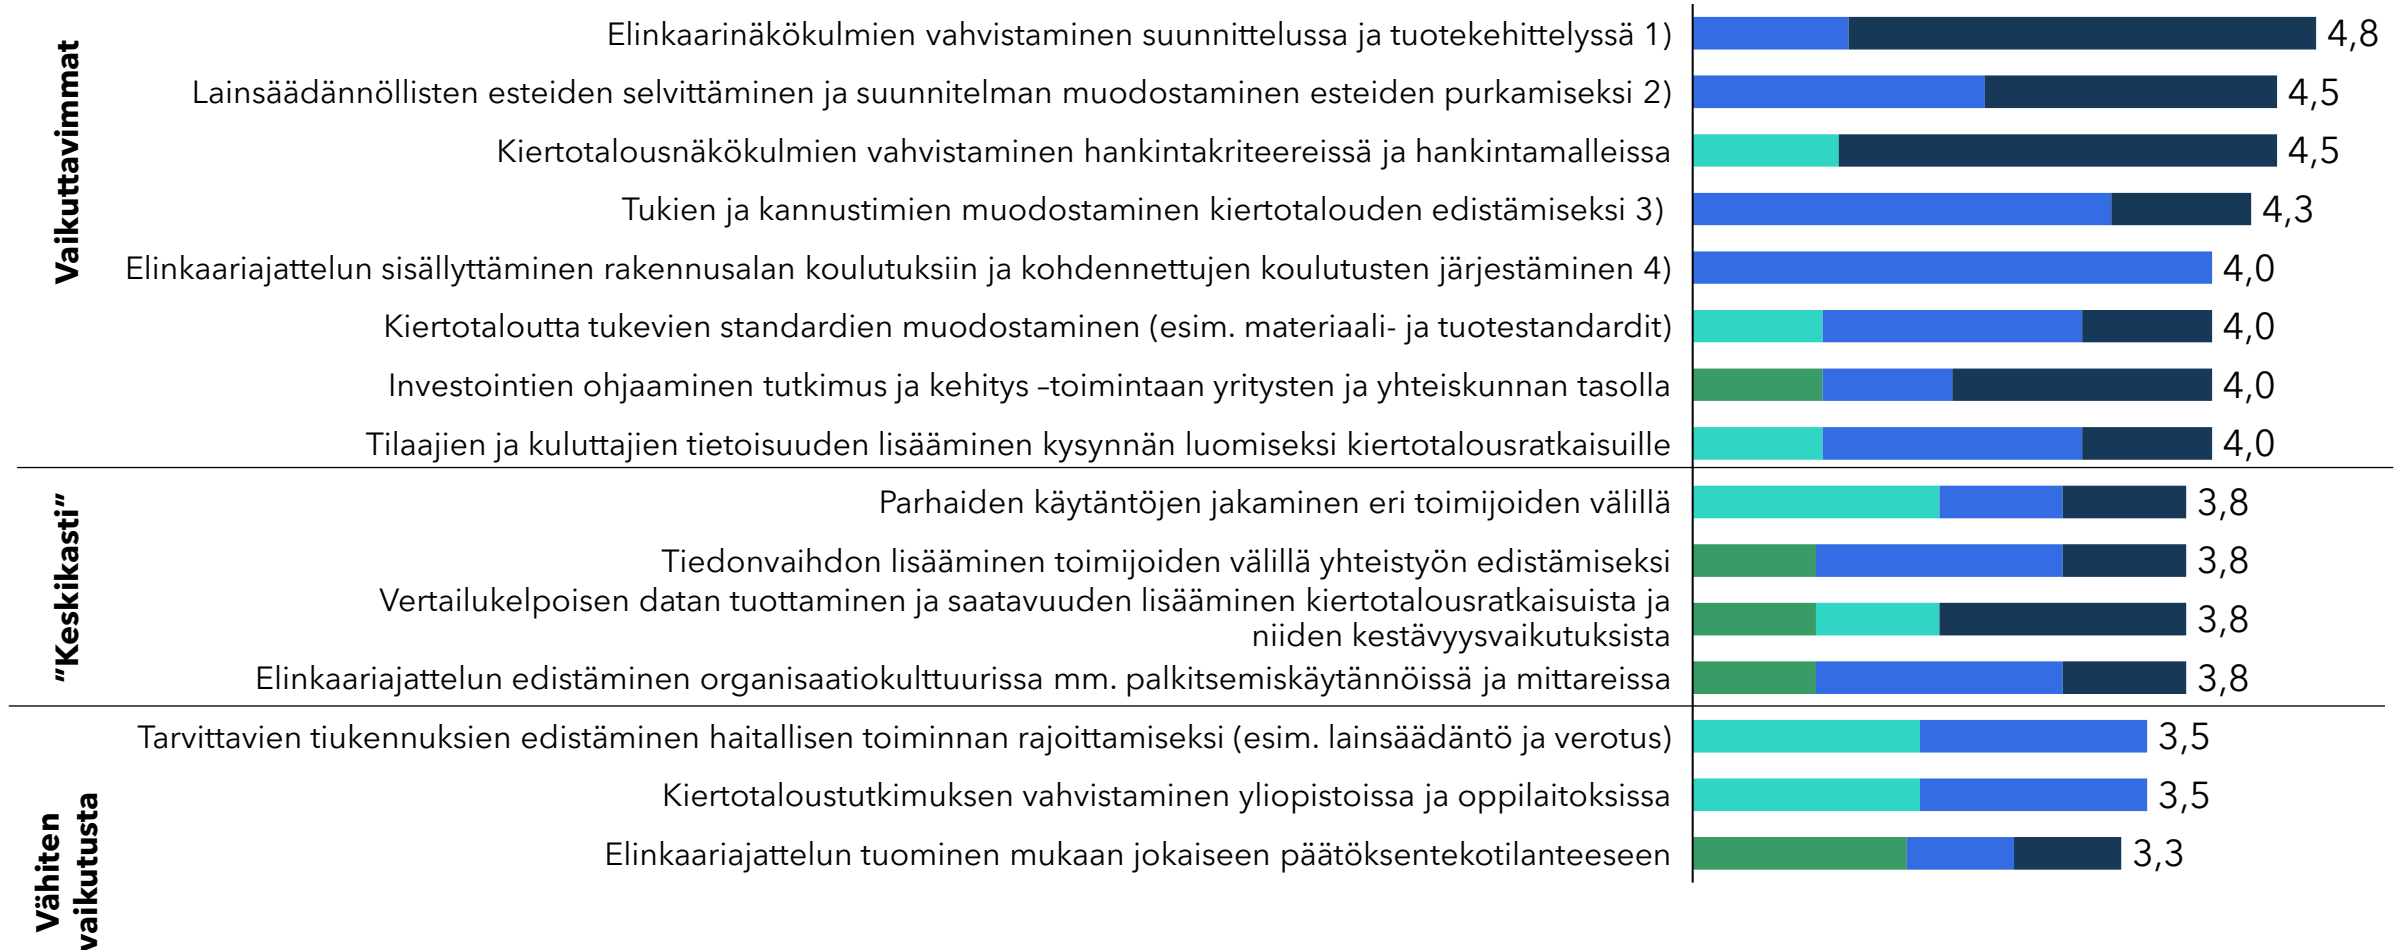 Vaikuttavimmat
Elinkaarinäkökulmien vahvistaminen suunnittelussa ja tuotekehittelyssä 1) 4,8
Lainsäädännöllisten esteiden selvittäminen ja suunnitelman muodostaminen esteiden purkamiseksi 2) 4,5
Kiertotalousnäkökulmien vahvistaminen hankintakriteereissä ja hankintamalleissa 4,5
Tukien ja kannustimien muodostaminen kiertotalouden edistämiseksi 3) 4,3
Elinkaariajattelun sisällyttäminen rakennusalan koulutuksiin ja kohdennettujen koulutusten järjestäminen 4) 4,0
Kiertotaloutta tukevien standardien muodostaminen (esim. materiaali- ja tuotestandardit) 4,0
Investointien ohjaaminen tutkimus ja kehitys –toimintaan yritysten ja yhteiskunnan tasolla 4,0
Tilaajien ja kuluttajien tietoisuuden lisääminen kysynnän luomiseksi kiertotalousratkaisuille 4,0
”Keskikasti”
Parhaiden käytäntöjen jakaminen eri toimijoiden välillä 3,8
Tiedonvaihdon lisääminen toimijoiden välillä yhteistyön edistämiseksi 3,8
Vertailukelpoisen datan tuottaminen ja saatavuuden lisääminen kiertotalousratkaisuista ja
niiden kestävyysvaikutuksista 3,8
Elinkaariajattelun edistäminen organisaatiokulttuurissa mm. palkitsemiskäytännöissä ja mittareissa 3,8
Vähiten
vaikutusta
Tarvittavien tiukennuksien edistäminen haitallisen toiminnan rajoittamiseksi (esim. lainsäädäntö ja verotus) 3,5
Kiertotaloustutkimuksen vahvistaminen yliopistoissa ja oppilaitoksissa 3,5
Elinkaariajattelun tuominen mukaan jokaiseen päätöksentekotilanteeseen 3,3